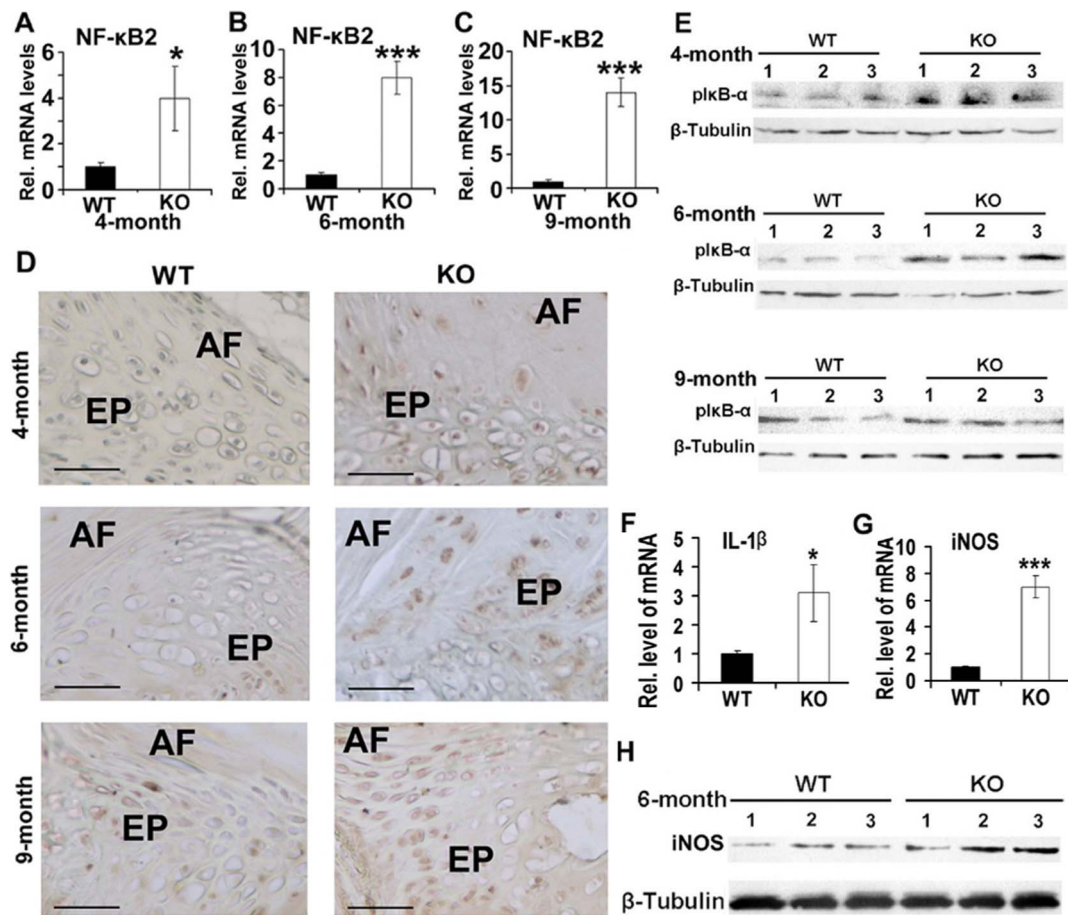 A
NF-κB2
Rel. mRNA levels
6
4
2
0
*
WT
KO
4-month
B
NF-κB2
Rel. mRNA levels
10
8
6
4
2
0
***
WT
KO
6-month
C
NF-κB2
Rel. mRNA levels
20
15
10
5
0
***
WT
KO
9-month
D
WT
KO
4-month
AF
EP
AF
EP
6-month
AF
EP
AF
EP
9-month
AF
EP
AF
EP
E
4-month
WT
KO
1 2 3 1 2 3
pIκB-α
β-Tubulin
6-month
WT
KO
1 2 3 1 2 3
pIκB-α
β-Tubulin
9-month
WT
KO
1 2 3 1 2 3
pIκB-α
β-Tubulin
F
IL-1β
Rel. level of mRNA
5
4
3
2
1
0
*
WT
KO
G
iNOS
Rel. level of mRNA
10
8
6
4
2
0
***
WT
KO
H
6-month
WT
KO
1 2 3 1 2 3
iNOS
β-Tubulin